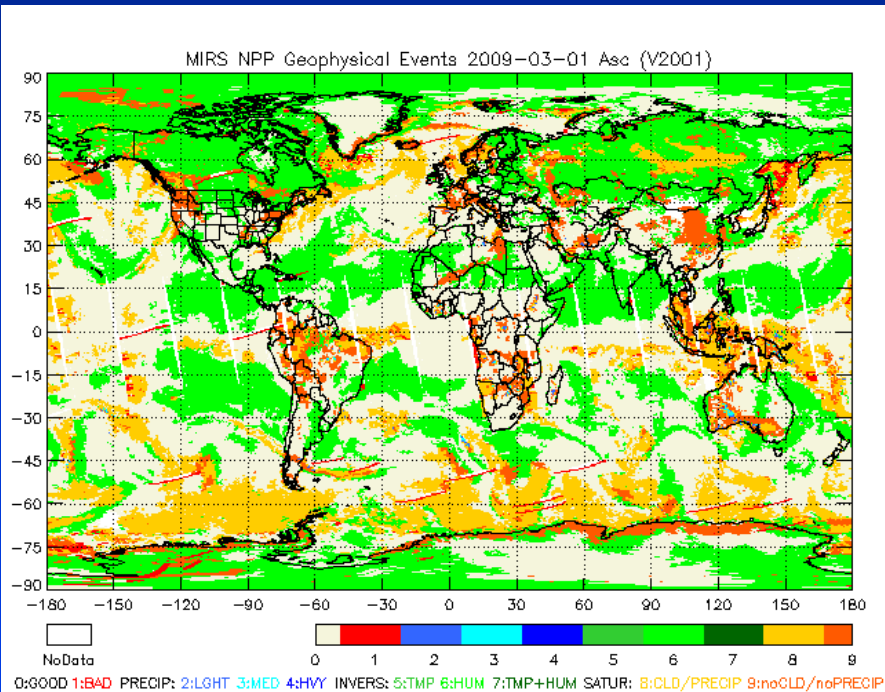 MIRS NPP Geophysical Events 2009-03-01 Asc (V2001)
90
75
60
45
30
15
0
-15
-30
-45
-60
-75
-90
-180 -150 -120 -90 -60 -30 0 30 60 90 120 150 180
NoData
0 1 2 3 4 5 6 7 8 9
0:GOOD 1:BAD PRECIP: 2:LGHT 3:MED 4:HVY INVERS: 5:TMP 6:HUM 7:TMP+HUM SATUR: 8:CLD/PRECIP 9:noCLD/noPRECIP